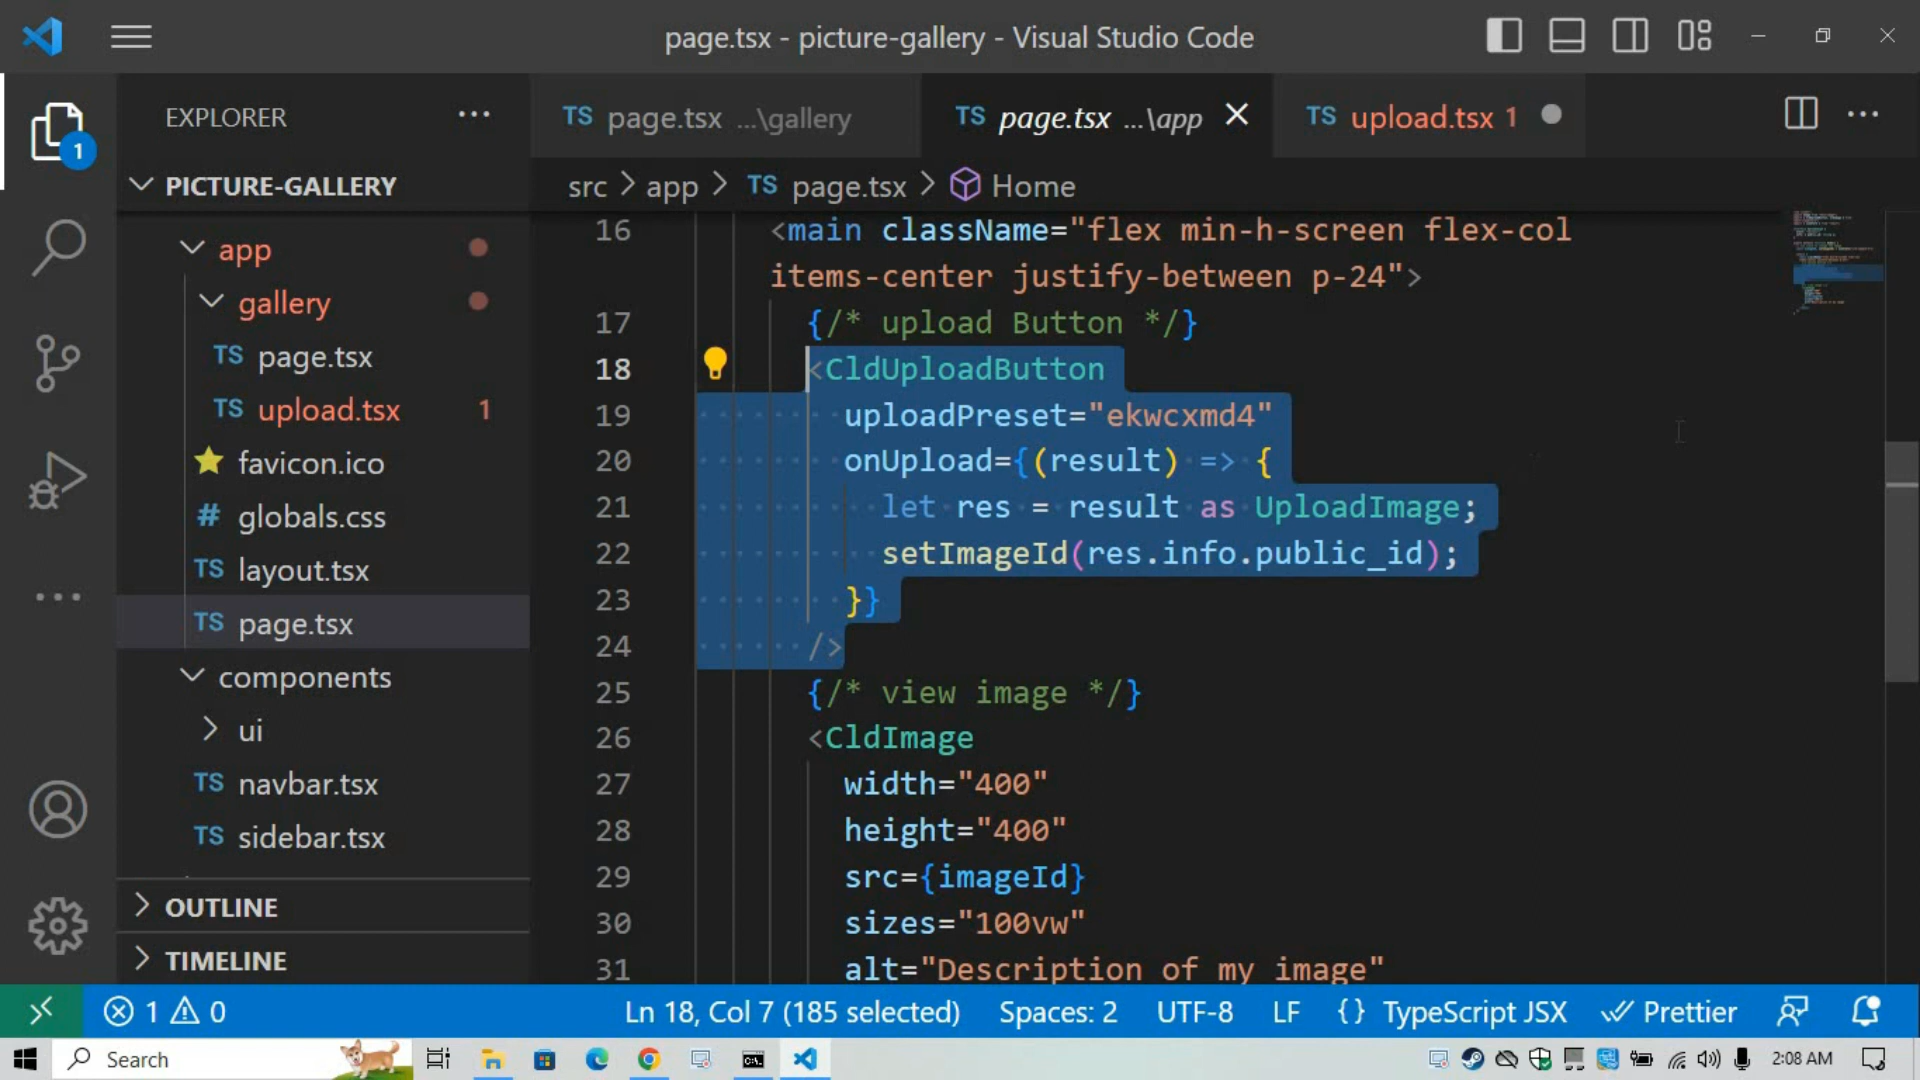 page.tsx - picture-gallery - Visual Studio Code
EXPLORER
TS page.tsx ...\gallery
TS page.tsx ...\app
TS upload.tsx 1
1
PICTURE-GALLERY
src > app > TS page.tsx > Home
app
gallery
TS page.tsx
TS upload.tsx 1
favicon.ico
# globals.css
TS layout.tsx
TS page.tsx
components
ui
TS navbar.tsx
TS sidebar.tsx
OUTLINE
TIMELINE
16 <main className="flex min-h-screen flex-col
items-center justify-between p-24">
17 {/* upload Button */}
18 <CldUploadButton
19 uploadPreset="ekwcxmd4"
20 onUpload={(result) => {
21 let res = result as UploadImage;
22 setImageId(res.info.public_id);
23 }}
24 />
25 {/* view image */}
26 <CldImage
27 width="400"
28 height="400"
29 src={imageId}
30 sizes="100vw"
31 alt="Description of my image"
1 0 Ln 18, Col 7 (185 selected) Spaces: 2 UTF-8 LF {} TypeScript JSX Prettier
Search 2:08 AM